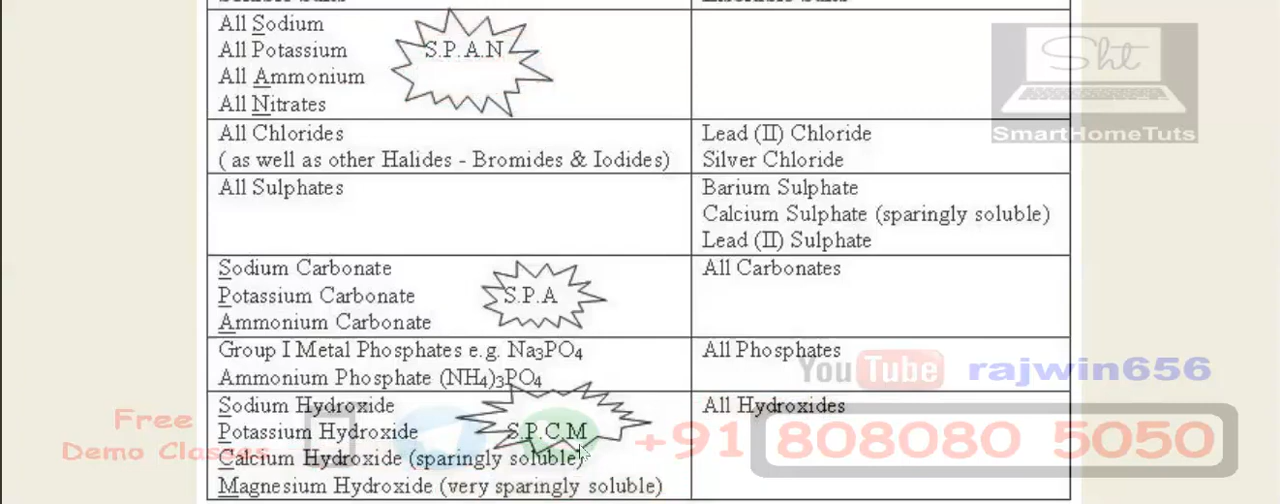 All Sodium
All Potassium
All Ammonium
All Nitrates
S.P.A.N
Sht
SmartHomeTuts
All Chlorides
( as well as other Halides - Bromides & Iodides)
Lead (II) Chloride
Silver Chloride
All Sulphates
Barium Sulphate
Calcium Sulphate (sparingly soluble)
Lead (II) Sulphate
Sodium Carbonate
Potassium Carbonate
Ammonium Carbonate
S.P.A
All Carbonates
Group I Metal Phosphates e.g. Na3PO4
Ammonium Phosphate (NH4)3PO4
All Phosphates
YouTube rajwin656
Sodium Hydroxide
Potassium Hydroxide
Calcium Hydroxide (sparingly soluble)
Magnesium Hydroxide (very sparingly soluble)
S.P.C.M
All Hydroxides
Free
Demo Classes
+91 808080 5050